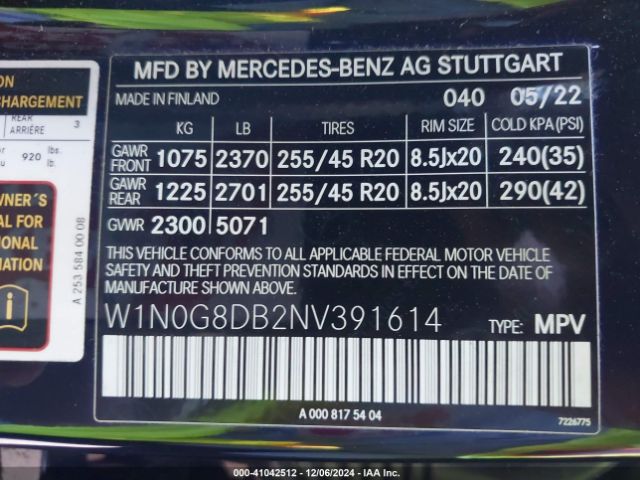 ON
CHARGEMENT
REAR
ARRIÈRE 3
or
u 920 lbs.
lb.
WNER´S
AL FOR
IONAL
MATION
A 253 584 00 08
MFD BY MERCEDES-BENZ AG STUTTGART
MADE IN FINLAND 040 05/22
KG LB TIRES RIM SIZE COLD KPA(PSI)
GAWR FRONT 1075 2370 255/45 R20 8.5Jx20 240(35)
GAWR REAR 1225 2701 255/45 R20 8.5Jx20 290(42)
GVWR 2300 5071
THIS VEHICLE CONFORMS TO ALL APPLICABLE FEDERAL MOTOR VEHICLE
SAFETY AND THEFT PREVENTION STANDARDS IN EFFECT ON THE DATE
OF MANUFACTURE SHOWN ABOVE.
W1N0G8DB2NV391614 TYPE: MPV
A 000 817 54 04
7226775
000-41042512 - 12/06/2024 - IAA Inc.